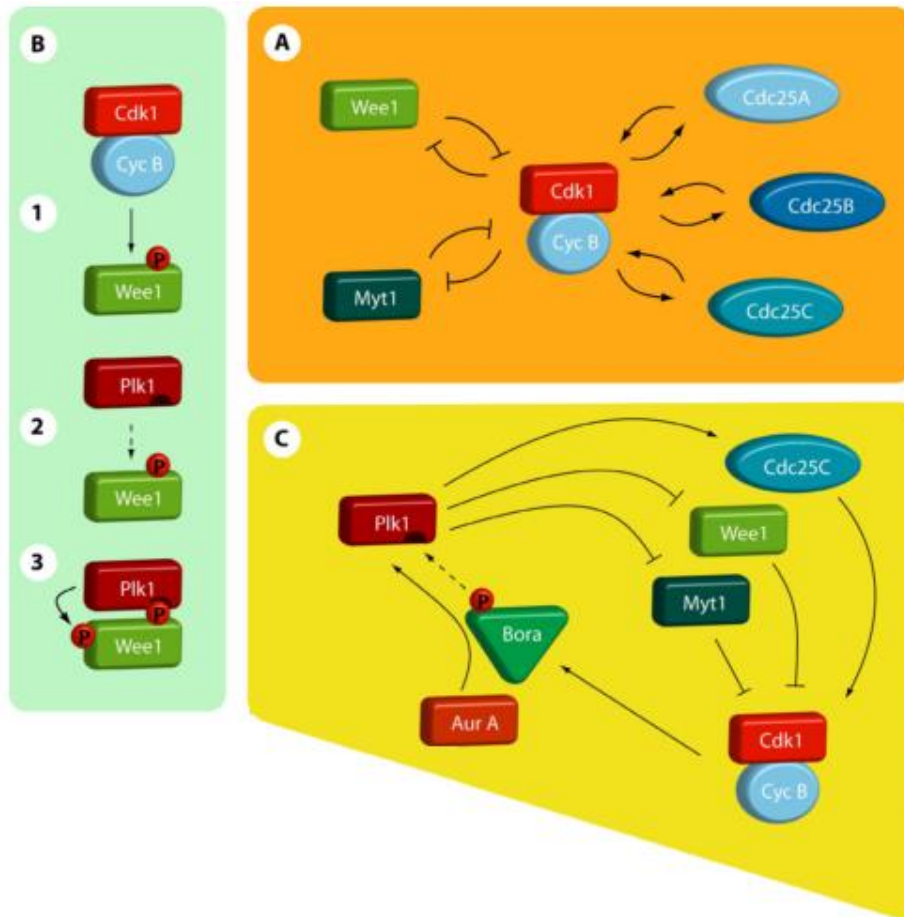 B
Cdk1
Cyc B
1
P
Wee1
Plk1
2
P
Wee1
3
Plk1
P
P
Wee1
A
Wee1
Cdc25A
Cdk1
Cyc B
Cdc25B
Myt1
Cdc25C
C
Cdc25C
Plk1
Wee1
Myt1
P
Bora
Aur A
Cdk1
Cyc B